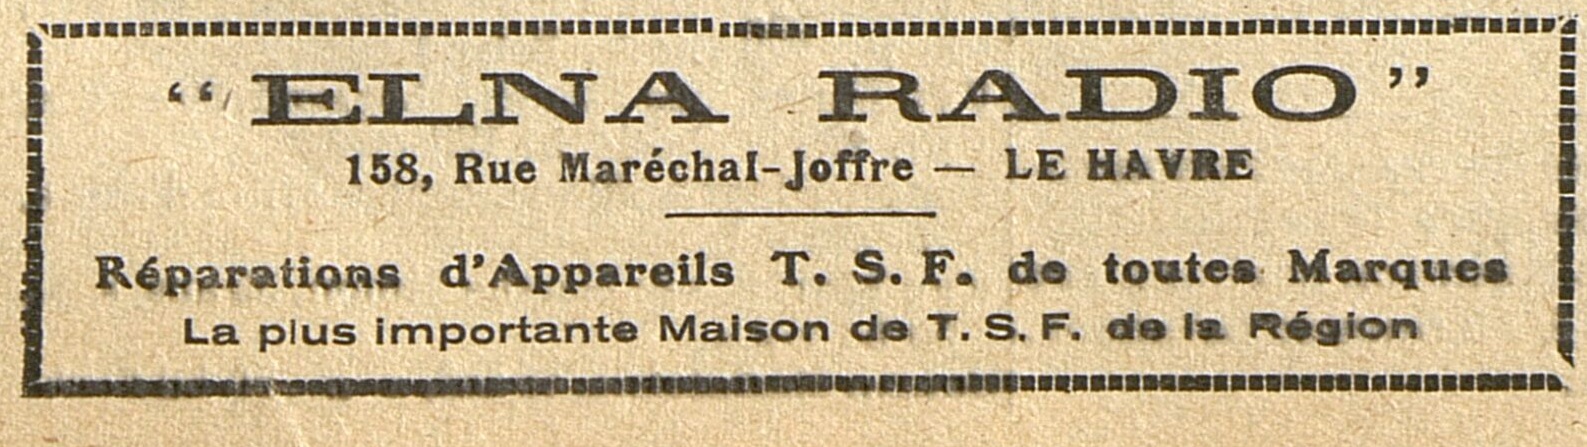 “ELNA RADIO”
158, Rue Maréchal-Joffre — LE HAVRE
Réparations d'Appareils T. S. F. de toutes Marques
La plus importante Maison de T. S. F. de la Région